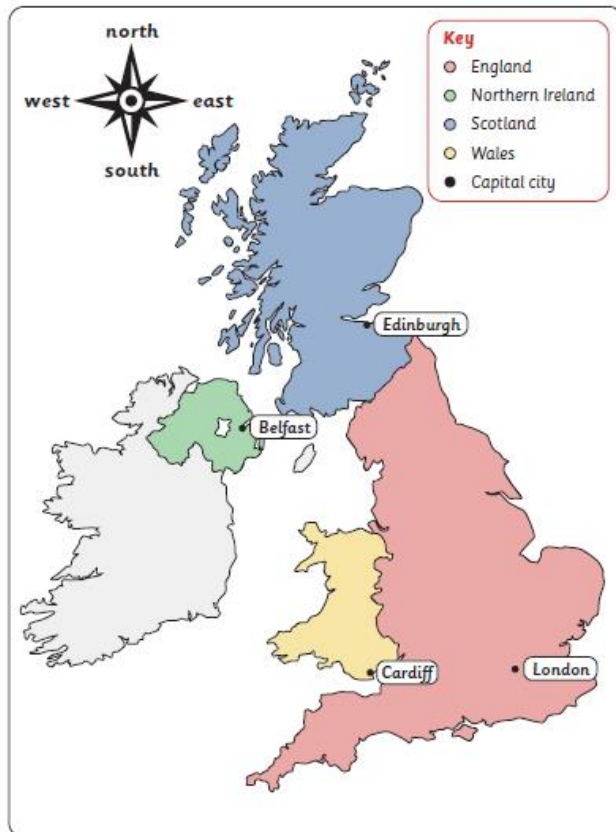 north
west
east
south
Key
England
Northern Ireland
Scotland
Wales
Capital city
Edinburgh
Belfast
Cardiff
London